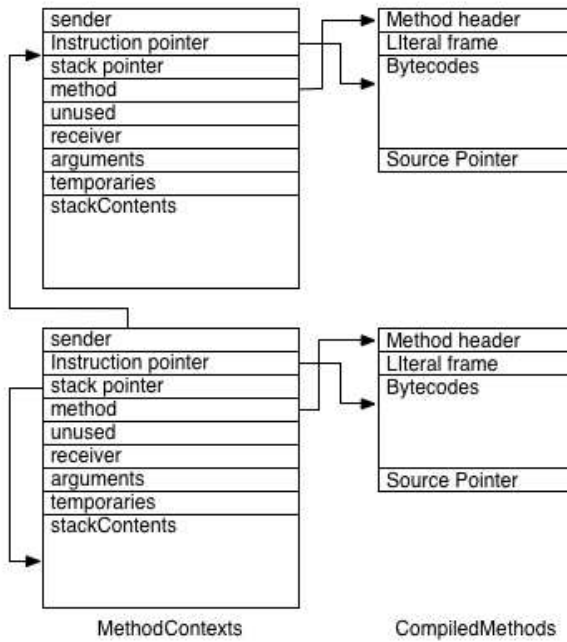 sender
Instruction pointer
stack pointer
method
unused
receiver
arguments
temporaries
stackContents
Method header
LIteral frame
Bytecodes
Source Pointer
sender
Instruction pointer
stack pointer
method
unused
receiver
arguments
temporaries
stackContents
Method header
LIteral frame
Bytecodes
Source Pointer
MethodContexts
CompiledMethods